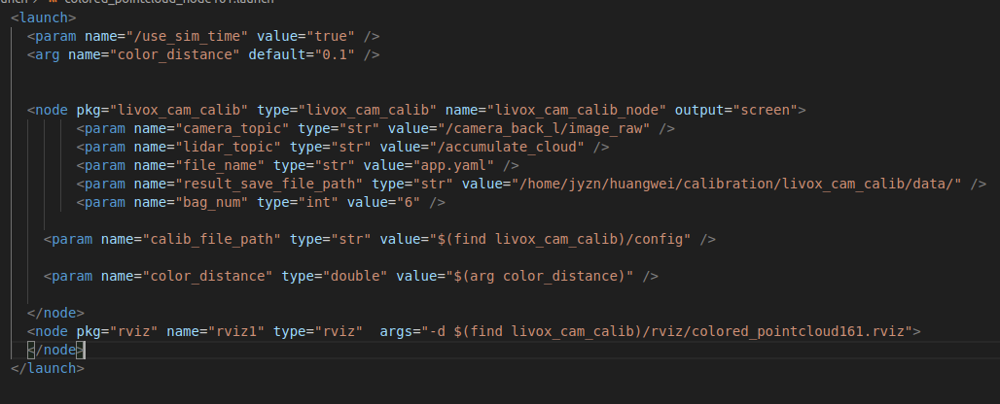 colored_pointcloud_node161.launch
<launch>
<param name="/use_sim_time" value="true" />
<arg name="color_distance" default="0.1" />
<node pkg="livox_cam_calib" type="livox_cam_calib" name="livox_cam_calib_node" output="screen">
<param name="camera_topic" type="str" value="/camera_back_l/image_raw" />
<param name="lidar_topic" type="str" value="/accumulate_cloud" />
<param name="file_name" type="str" value="app.yaml" />
<param name="result_save_file_path" type="str" value="/home/jyzn/huangwei/calibration/livox_cam_calib/data/" />
<param name="bag_num" type="int" value="6" />
<param name="calib_file_path" type="str" value="$(find livox_cam_calib)/config" />
<param name="color_distance" type="double" value="$(arg color_distance)" />
</node>
<node pkg="rviz" name="rviz1" type="rviz"  args="-d $(find livox_cam_calib)/rviz/colored_pointcloud161.rviz">
</node>
</launch>